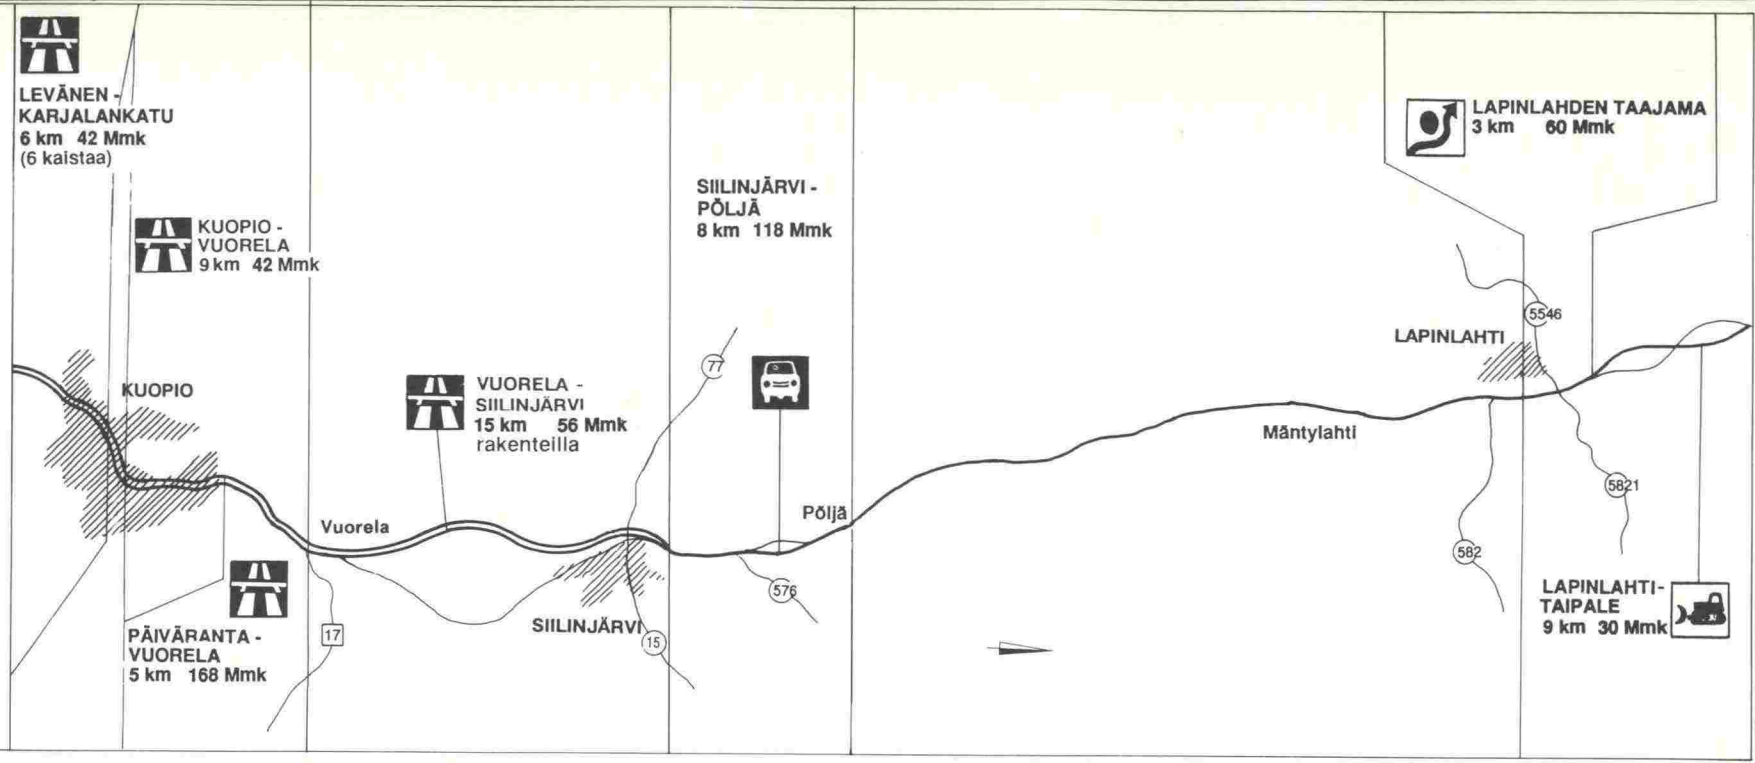 LEVÄNEN -
KARJALANKATU
6 km 42 Mmk
(6 kaistaa)
KUOPIO -
VUORELA
9 km 42 Mmk
KUOPIO
PÄIVÄRANTA -
VUORELA
5 km 168 Mmk
17
Vuorela
VUORELA -
SIILINJÄRVI
15 km 56 Mmk
rakenteilla
SIILINJÄRVI
15
77
SIILINJÄRVI -
PÖLJÄ
8 km 118 Mmk
576
Pöljä
Mäntylahti
LAPINLAHDEN TAAJAMA
3 km 60 Mmk
LAPINLAHTI
5546
5821
582
LAPINLAHTI-
TAIPALE
9 km 30 Mmk